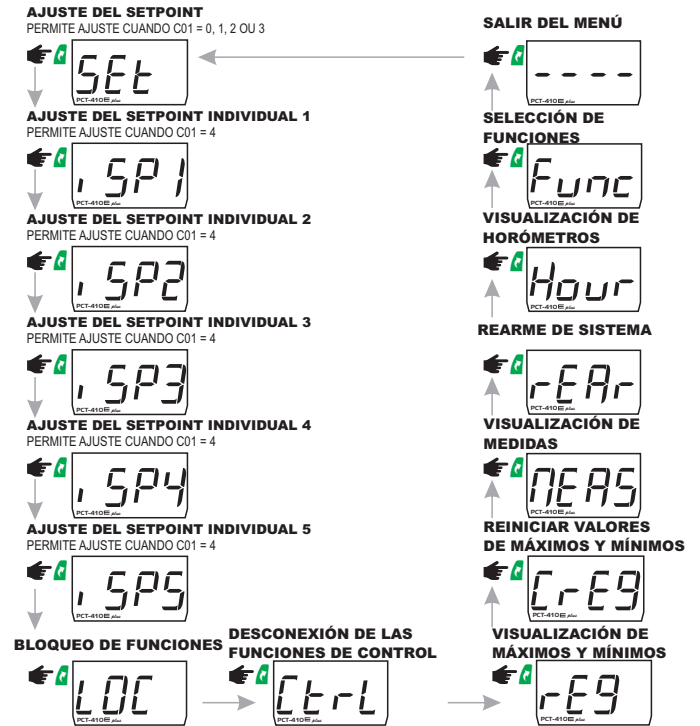 AJUSTE DEL SETPOINT
PERMITE AJUSTE CUANDO C01 = 0, 1, 2 OU 3
SEt
PCT-410E plus
AJUSTE DEL SETPOINT INDIVIDUAL 1
PERMITE AJUSTE CUANDO C01 = 4
iSP1
PCT-410E plus
AJUSTE DEL SETPOINT INDIVIDUAL 2
PERMITE AJUSTE CUANDO C01 = 4
iSP2
PCT-410E plus
AJUSTE DEL SETPOINT INDIVIDUAL 3
PERMITE AJUSTE CUANDO C01 = 4
iSP3
PCT-410E plus
AJUSTE DEL SETPOINT INDIVIDUAL 4
PERMITE AJUSTE CUANDO C01 = 4
iSP4
PCT-410E plus
AJUSTE DEL SETPOINT INDIVIDUAL 5
PERMITE AJUSTE CUANDO C01 = 4
iSP5
PCT-410E plus
BLOQUEO DE FUNCIONES
LOC
PCT-410E plus
DESCONEXIÓN DE LAS
FUNCIONES DE CONTROL
CtrL
PCT-410E plus
VISUALIZACIÓN DE
MÁXIMOS Y MÍNIMOS
rEg
PCT-410E plus
REINICIAR VALORES
DE MÁXIMOS Y MÍNIMOS
CrEg
PCT-410E plus
VISUALIZACIÓN DE
MEDIDAS
MEAS
PCT-410E plus
REARME DE SISTEMA
rEAr
PCT-410E plus
VISUALIZACIÓN DE
HORÓMETROS
Hour
PCT-410E plus
SELECCIÓN DE
FUNCIONES
Func
PCT-410E plus
SALIR DEL MENÚ
- - - -
PCT-410E plus